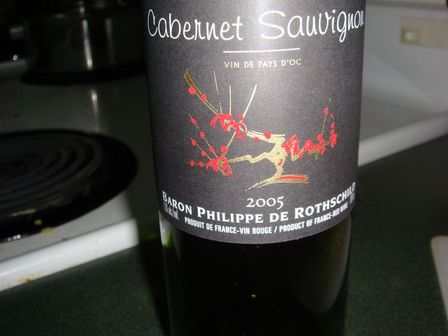 Cabernet Sauvignon
VIN DE PAYS D'OC
2005
BARON PHILIPPE DE ROTHSCHILD
PRODUIT DE FRANCE-VIN ROUGE / PRODUCT OF FRANCE-RED WINE